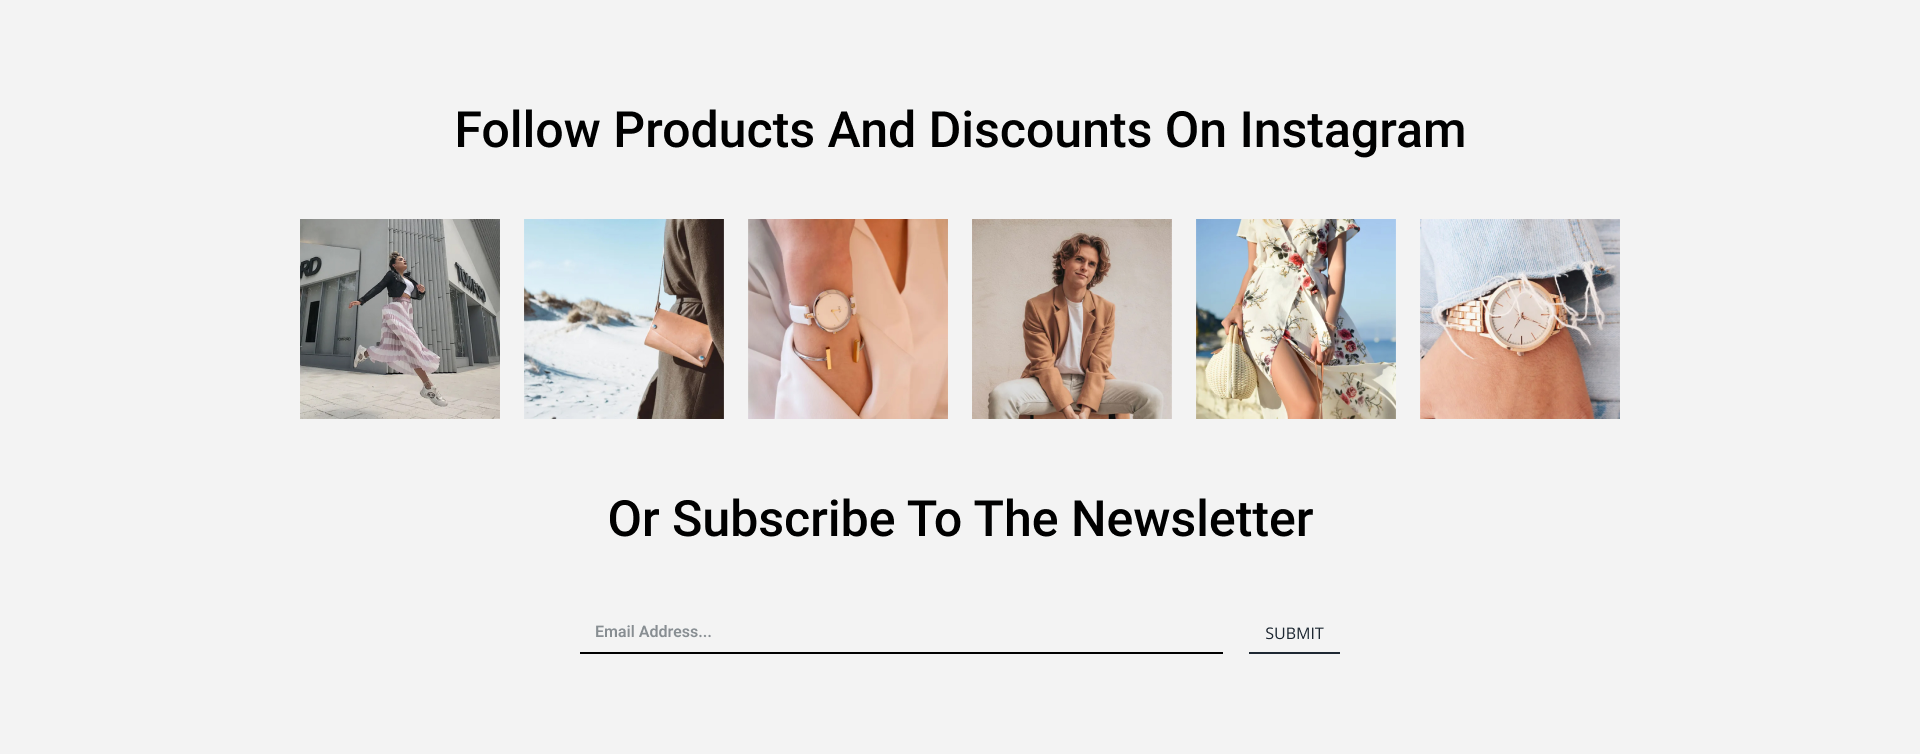 Follow Products And Discounts On Instagram
Or Subscribe To The Newsletter
Email Address...
SUBMIT